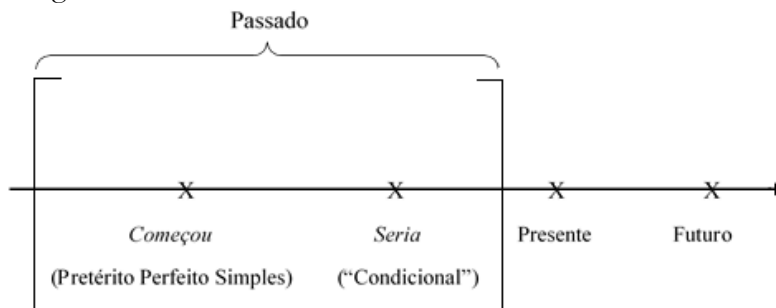 Passado
X X X X
Começou Seria Presente Futuro
(Pretérito Perfeito Simples) (“Condicional”)